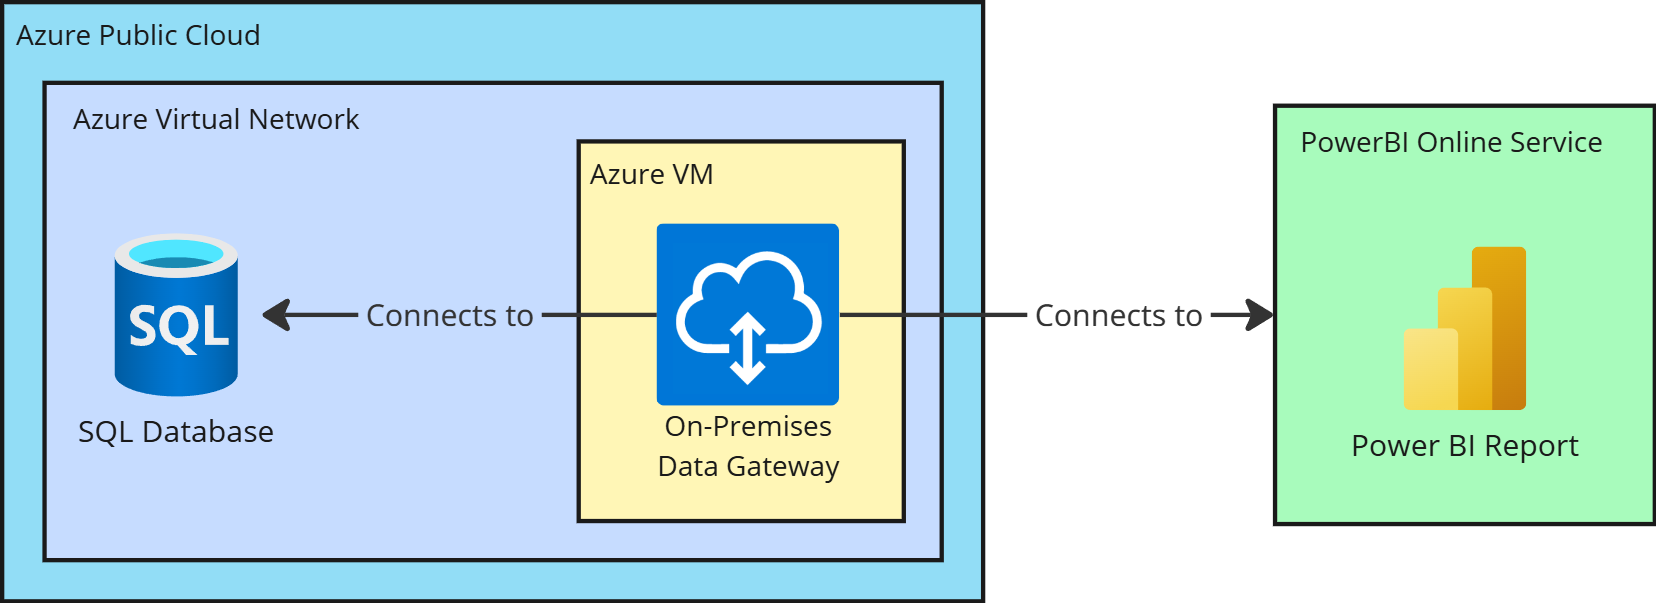 Azure Public Cloud
Azure Virtual Network
Azure VM
PowerBI Online Service
SQL
Connects to
Connects to
SQL Database
On-Premises
Data Gateway
Power BI Report